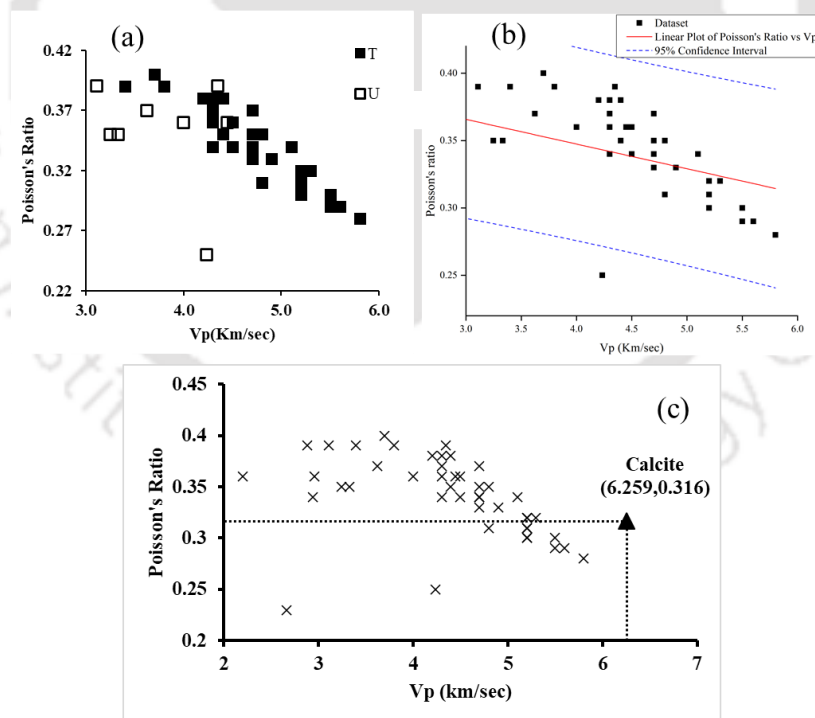 (a)
T
U
0.42
0.37
0.32
0.27
0.22
Poisson's Ratio
3.0 4.0 5.0 6.0
Vp(Km/sec)
(b)
Dataset
Linear Plot of Poisson's Ratio vs Vp
95% Confidence Interval
0.40
0.35
0.30
0.25
Poisson's ratio
3.0 3.5 4.0 4.5 5.0 5.5 6.0
Vp (Km/sec)
(c)
0.45
0.4
0.35
0.3
0.25
0.2
Poisson's Ratio
Calcite
(6.259,0.316)
2 3 4 5 6 7
Vp (km/sec)